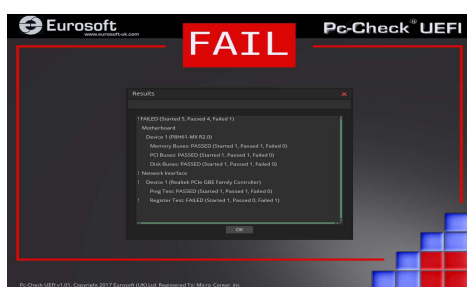 Eurosoft
www.eurosoft-uk.com
FAIL
Pc-Check® UEFI
Results
! FAILED (Started 5, Passed 4, Failed 1)
Motherboard
Device 1 (P8H61-MX R2.0)
Memory Buses: PASSED (Started 1, Passed 1, Failed 0)
PCI Buses: PASSED (Started 1, Passed 1, Failed 0)
Disk Buses: PASSED (Started 1, Passed 1, Failed 0)
! Network Interface
! Device 1 (Realtek PCIe GBE Family Controller)
Ping Test: PASSED (Started 1, Passed 1, Failed 0)
! Register Test: FAILED (Started 1, Passed 0, Failed 1)
OK
Pc-Check UEFI v1.01. Copyright 2017 Eurosoft (UK) Ltd. Registered To: Micro Center Inc